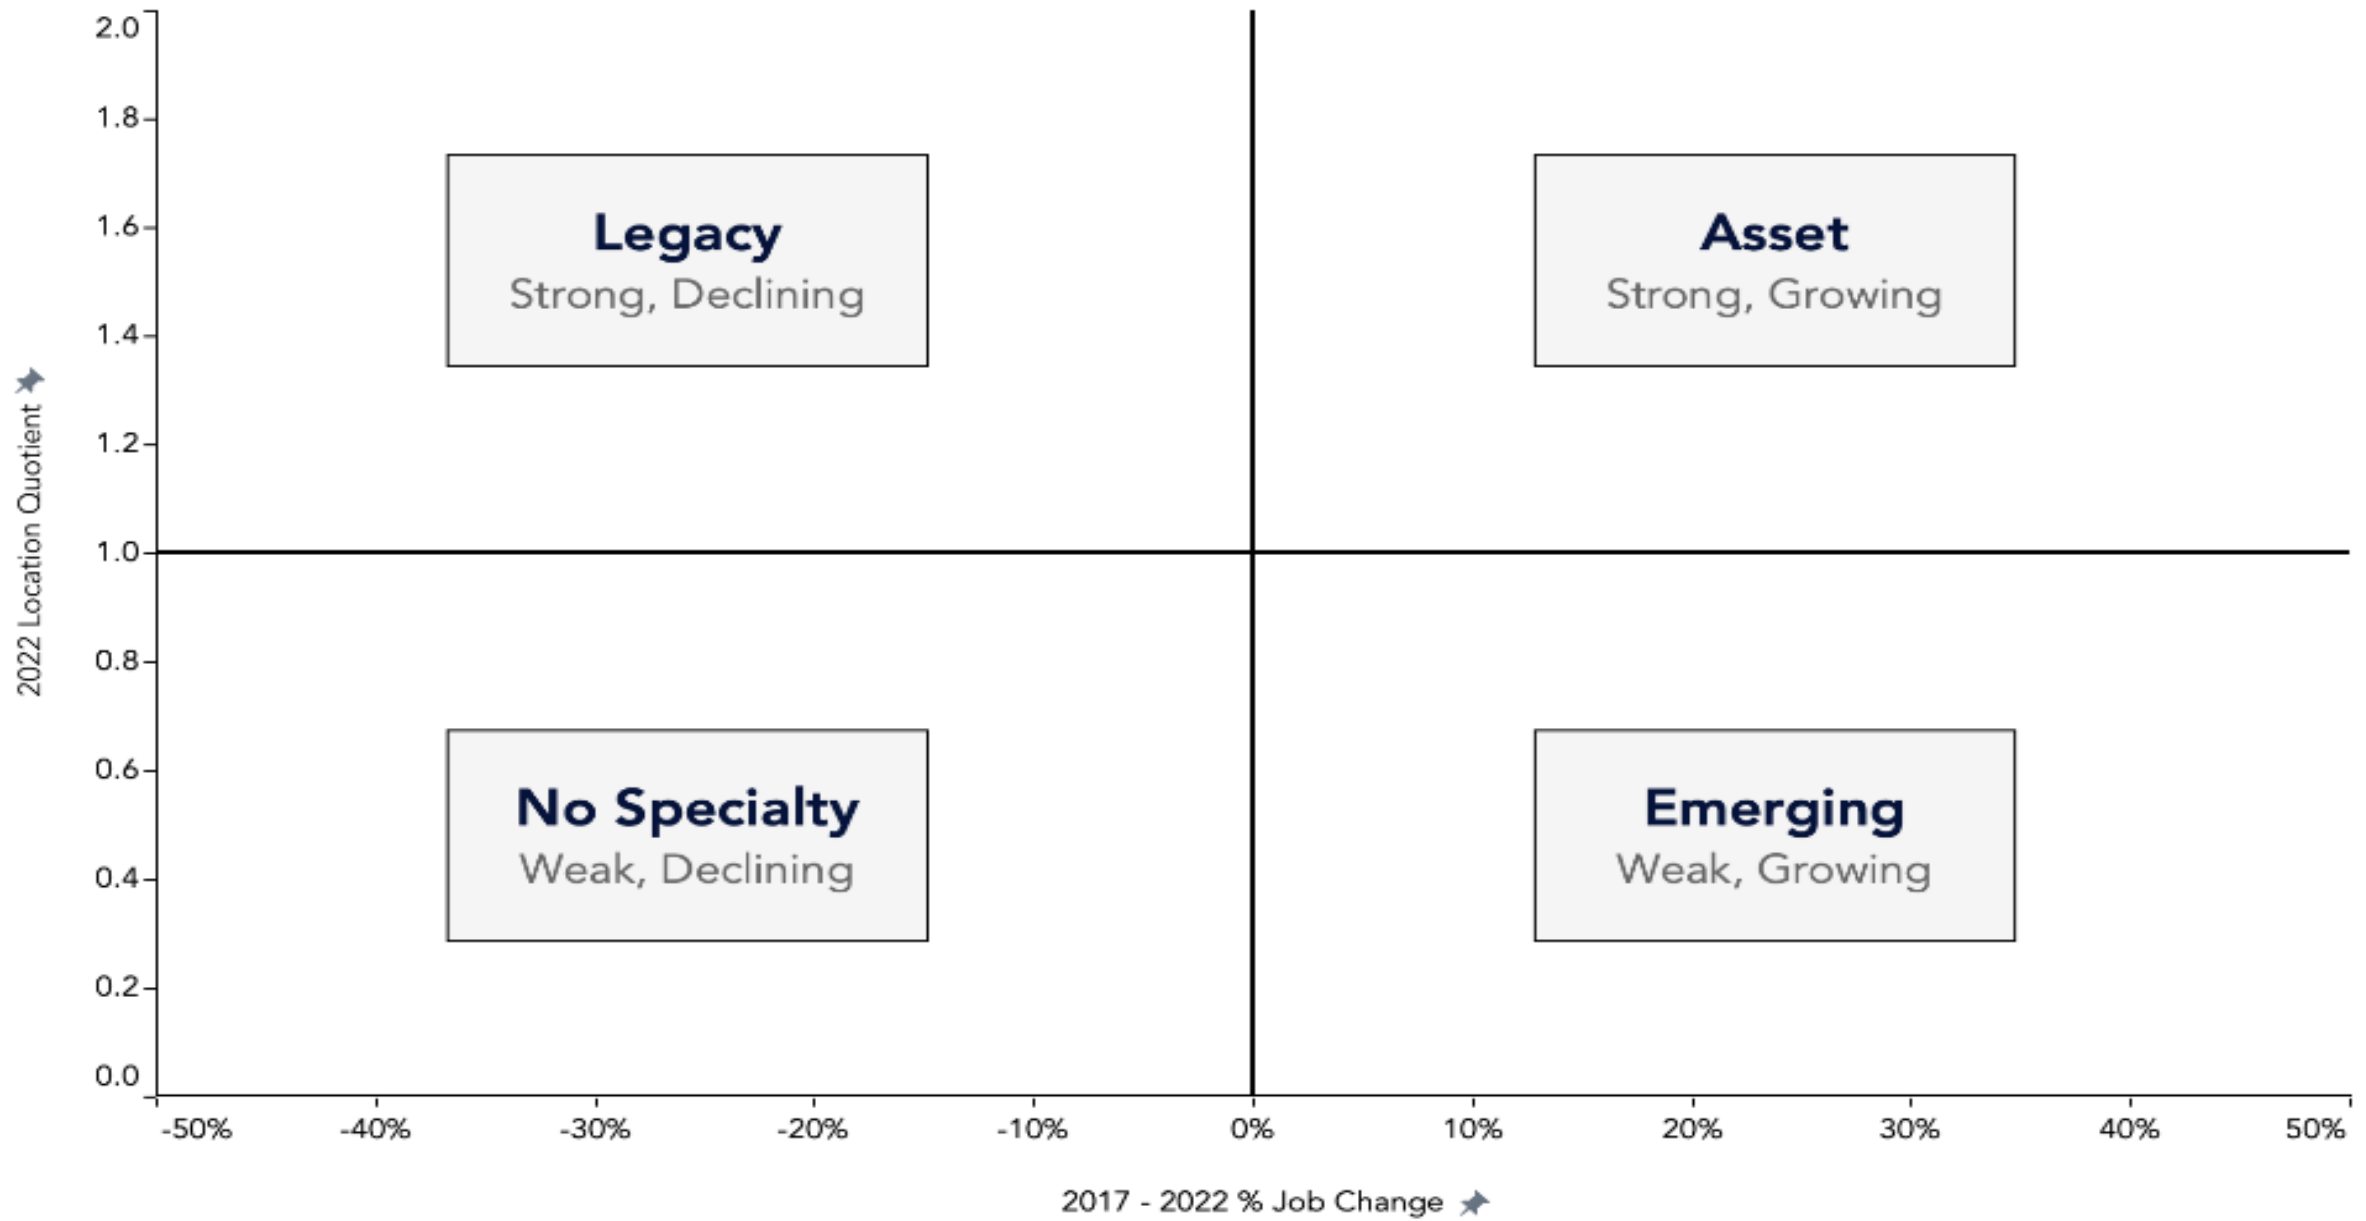 2.0
1.8
Legacy
Asset
1.6
Strong, Declining
Strong, Growing
1.4
1.2
2022 Location Quotient
1.0
0.8
0.6
No Specialty
Emerging
Weak, Declining
Weak, Growing
0.4
0.2
0.0
-50% -40% -30% -20% -10% 0% 10% 20% 30% 40% 50%
2017 - 2022 % Job Change